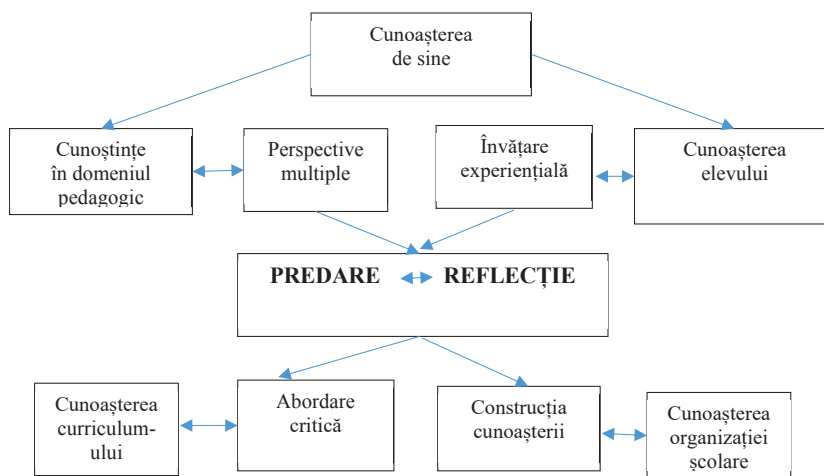 Cunoașterea
de sine
Cunoștințe
în domeniul
pedagogic
Perspective
multiple
Învățare
experiențială
Cunoașterea
elevului
PREDARE REFLECȚIE
Cunoașterea
curriculum-
ului
Abordare
critică
Construcția
cunoașterii
Cunoașterea
organizației
școlare